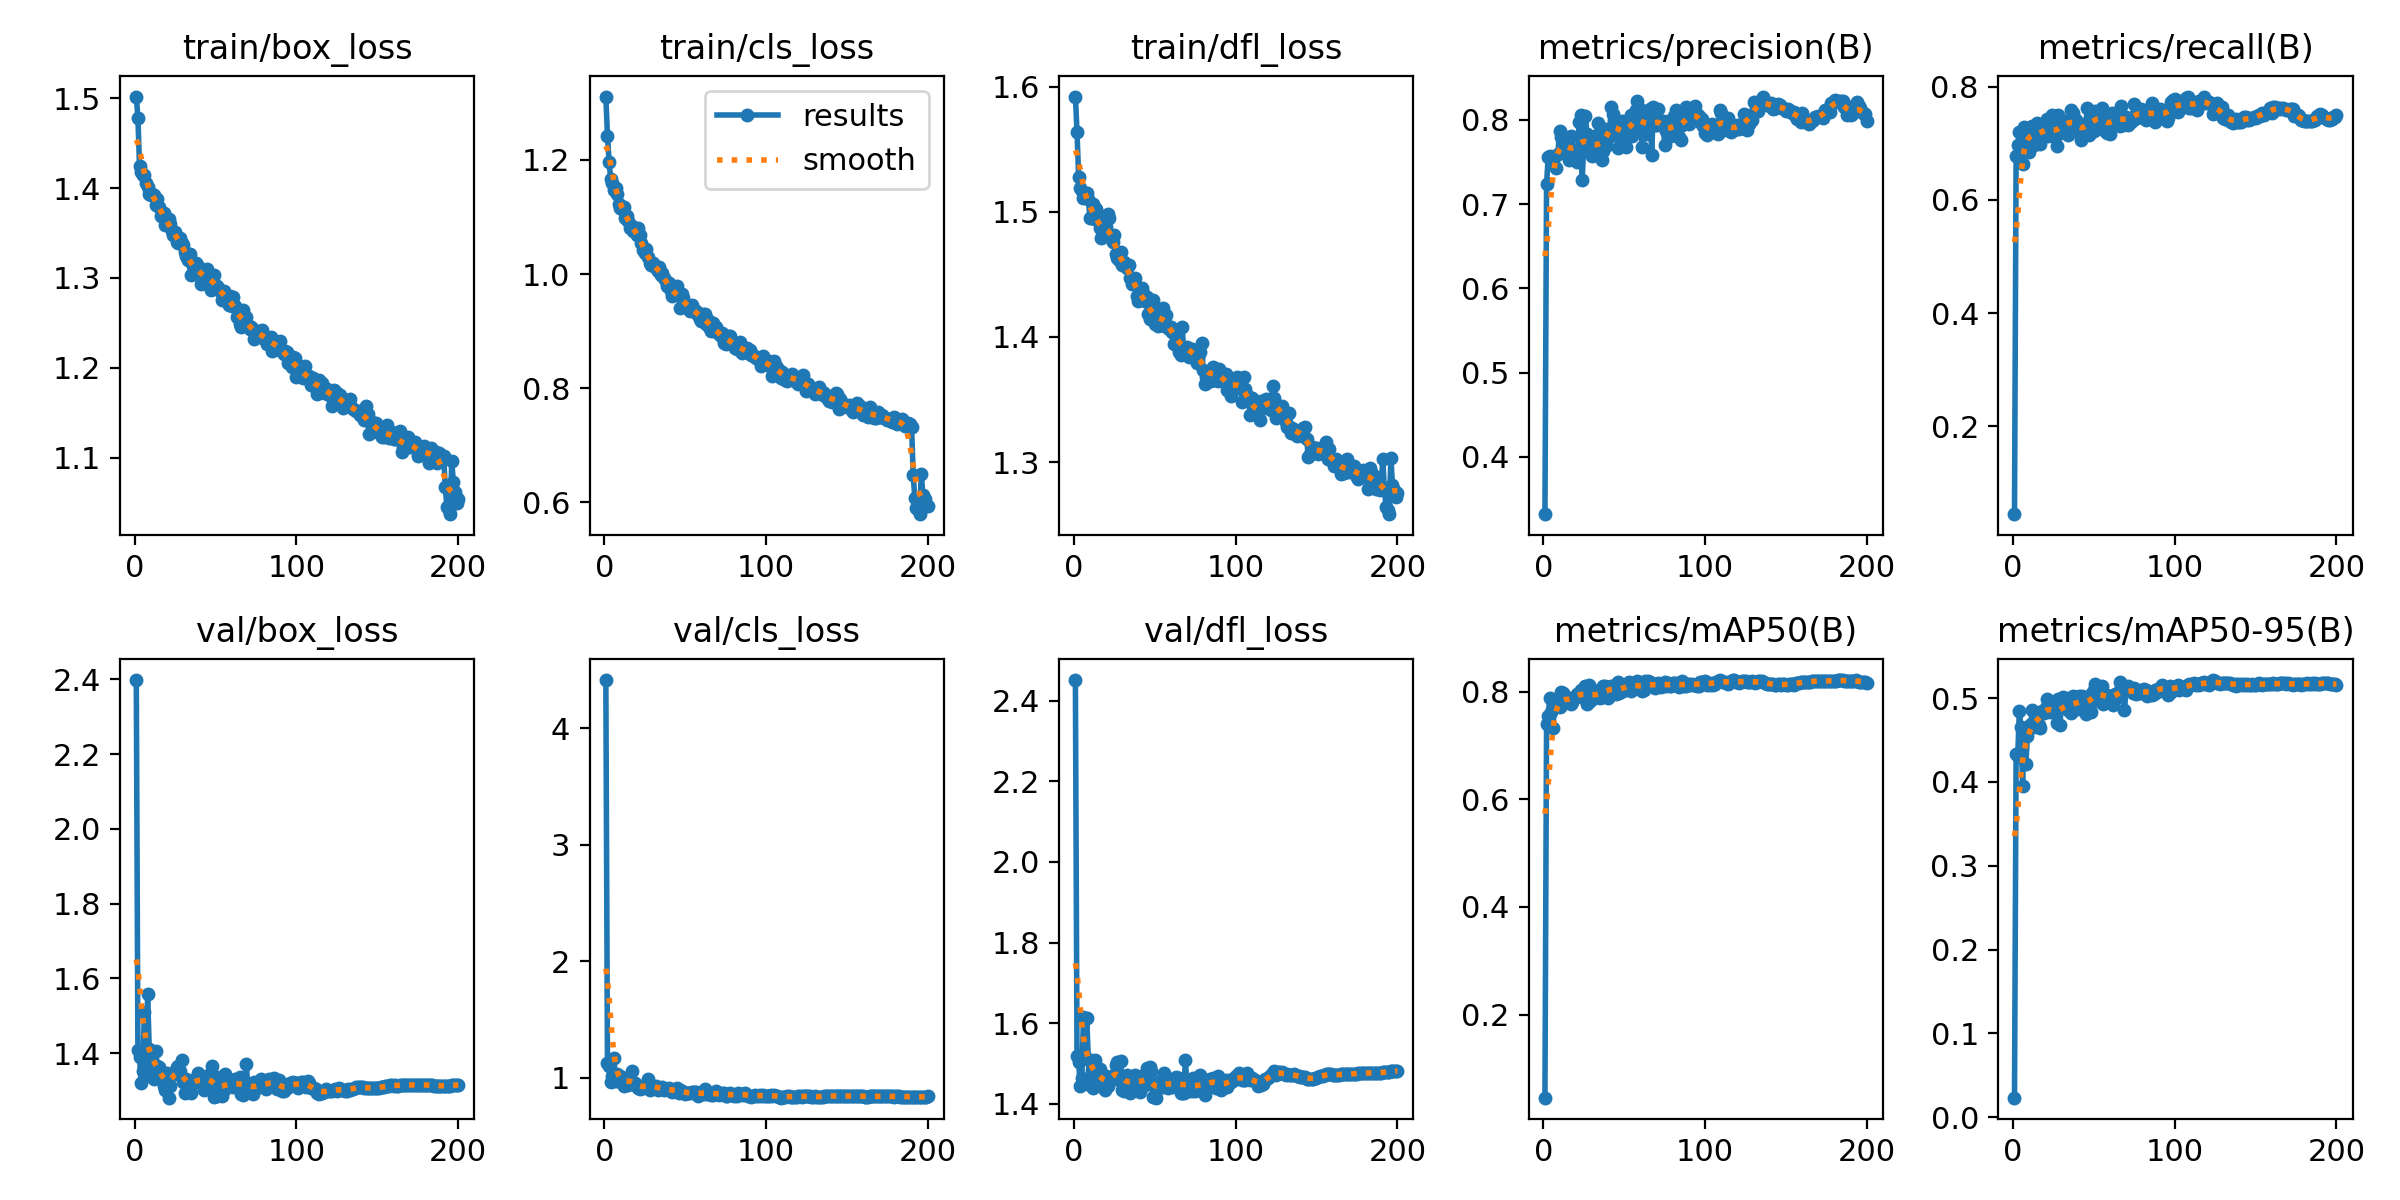 train/box_loss
train/cls_loss
train/dfl_loss
metrics/precision(B)
metrics/recall(B)
1.5
1.4
1.3
1.2
1.1
0 100 200
results
smooth
1.2
1.0
0.8
0.6
0 100 200
1.6
1.5
1.4
1.3
0 100 200
0.8
0.7
0.6
0.5
0.4
0 100 200
0.8
0.6
0.4
0.2
0 100 200
val/box_loss
val/cls_loss
val/dfl_loss
metrics/mAP50(B)
metrics/mAP50-95(B)
2.4
2.2
2.0
1.8
1.6
1.4
0 100 200
4
3
2
1
0 100 200
2.4
2.2
2.0
1.8
1.6
1.4
0 100 200
0.8
0.6
0.4
0.2
0 100 200
0.5
0.4
0.3
0.2
0.1
0.0
0 100 200